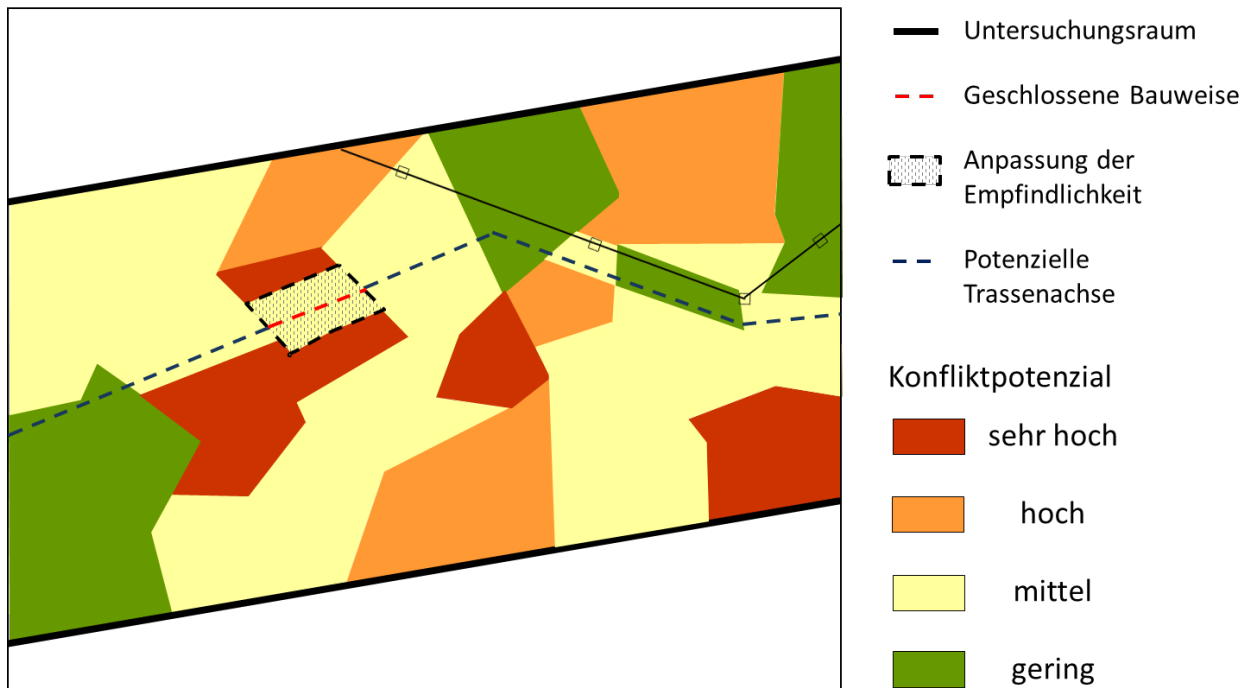 Untersuchungsraum
Geschlossene Bauweise
Anpassung der
Empfindlichkeit
Potenzielle
Trassenachse
Konfliktpotenzial
sehr hoch
hoch
mittel
gering